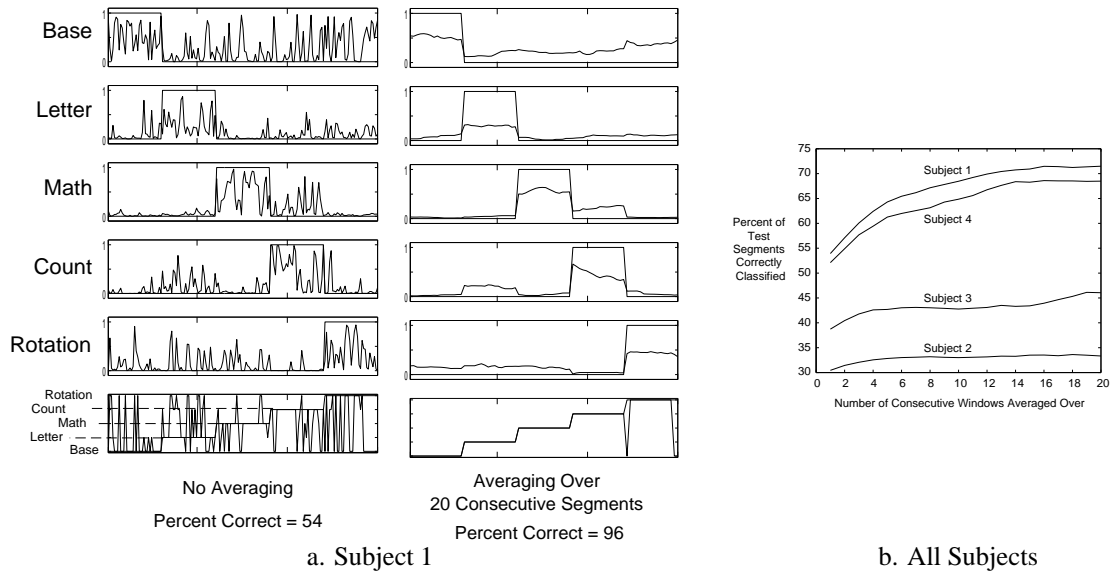 Base
1
0
1
0
Letter
1
0
1
0
Math
1
0
1
0
Count
1
0
1
0
Rotation
1
0
1
0
Rotation
Count
Math
Letter
Base
No Averaging
Percent Correct = 54
Averaging Over
20 Consecutive Segments
Percent Correct = 96
a. Subject 1
Percent of
Test
Segments
Correctly
Classified
75
70
65
60
55
50
45
40
35
30
Subject 1
Subject 4
Subject 3
Subject 2
0 2 4 6 8 10 12 14 16 18 20
Number of Consecutive Windows Averaged Over
b. All Subjects